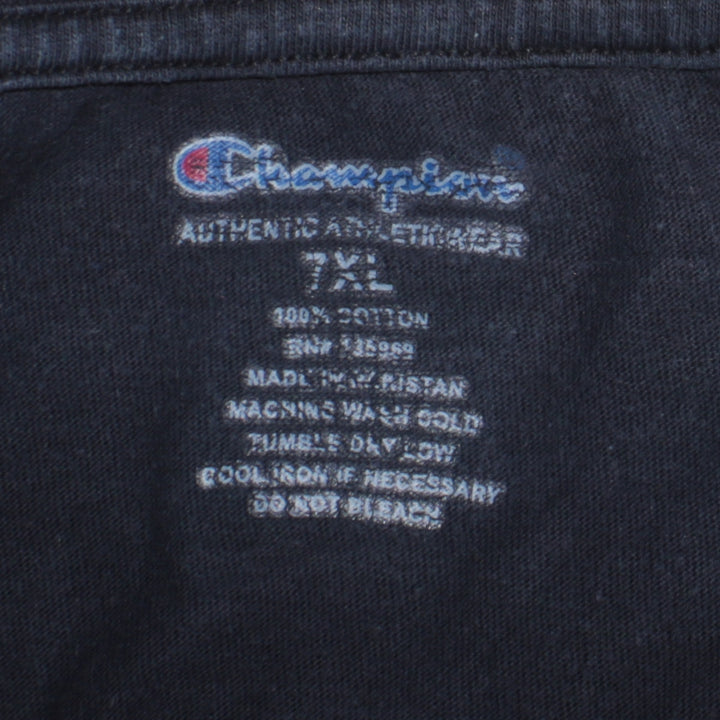 Champion
AUTHENTIC ATHLETICWEAR
7XL
100% COTTON
RN#
MADE IN PAKISTAN
MACHINE WASH COLD
TUMBLE DRY LOW
COOL IRON IF NECESSARY
DO NOT BLEACH